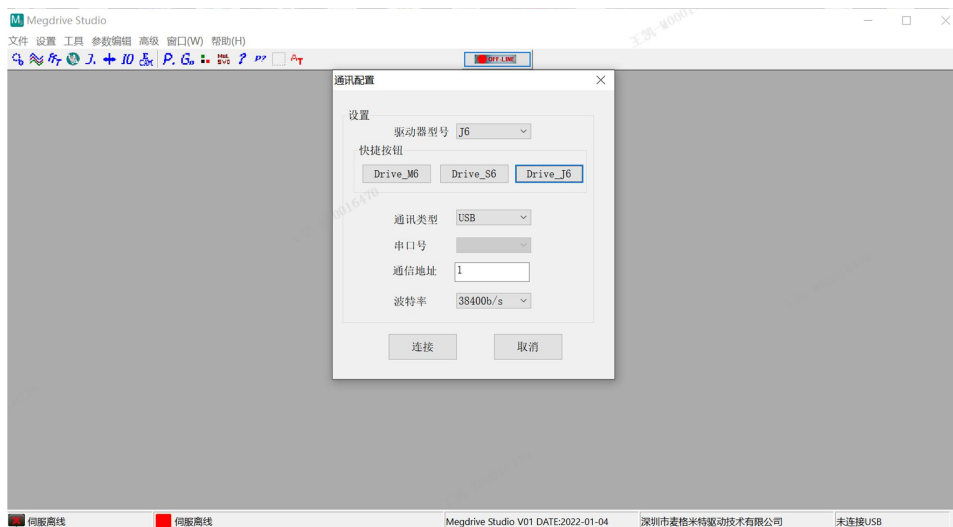 Megdrive Studio
文件 设置 工具 参数编辑 高级 窗口(W) 帮助(H)
OFF-LINE
通讯配置
设置
驱动器型号 J6
快捷按钮
Drive_M6 Drive_S6 Drive_J6
通讯类型 USB
串口号
通信地址 1
波特率 38400b/s
连接 取消
伺服离线 伺服离线 Megdrive Studio V01 DATE:2022-01-04 深圳市麦格米特驱动技术有限公司 未连接USB